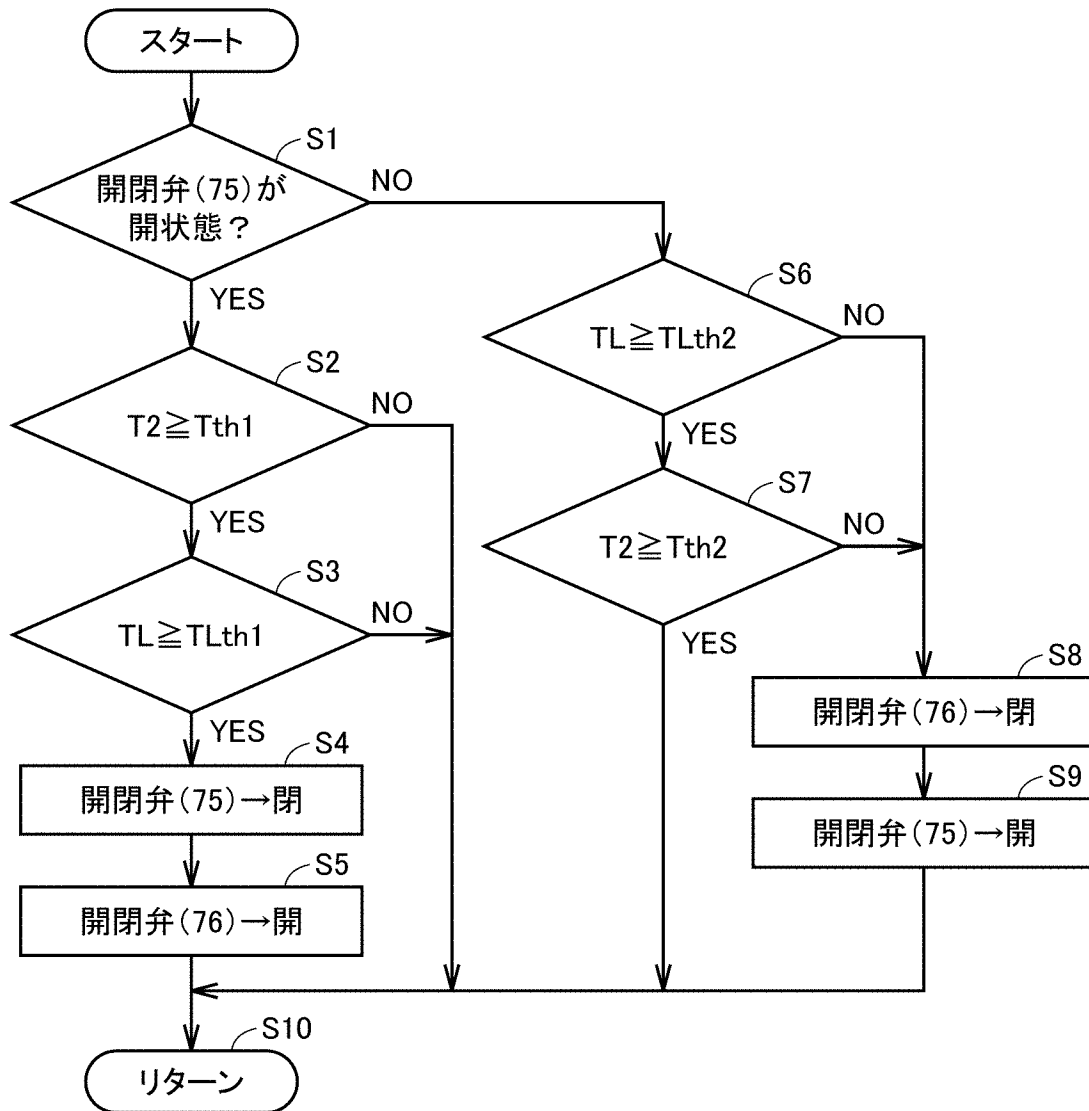 スタート
S1
開閉弁(75)が
開状態?
NO
YES
S2
T2≧Tth1
NO
YES
S3
TL≧TLth1
NO
YES
S4
開閉弁(75)→閉
S5
開閉弁(76)→開
S6
TL≧TLth2
NO
YES
S7
T2≧Tth2
NO
YES
S8
開閉弁(76)→閉
S9
開閉弁(75)→開
S10
リターン